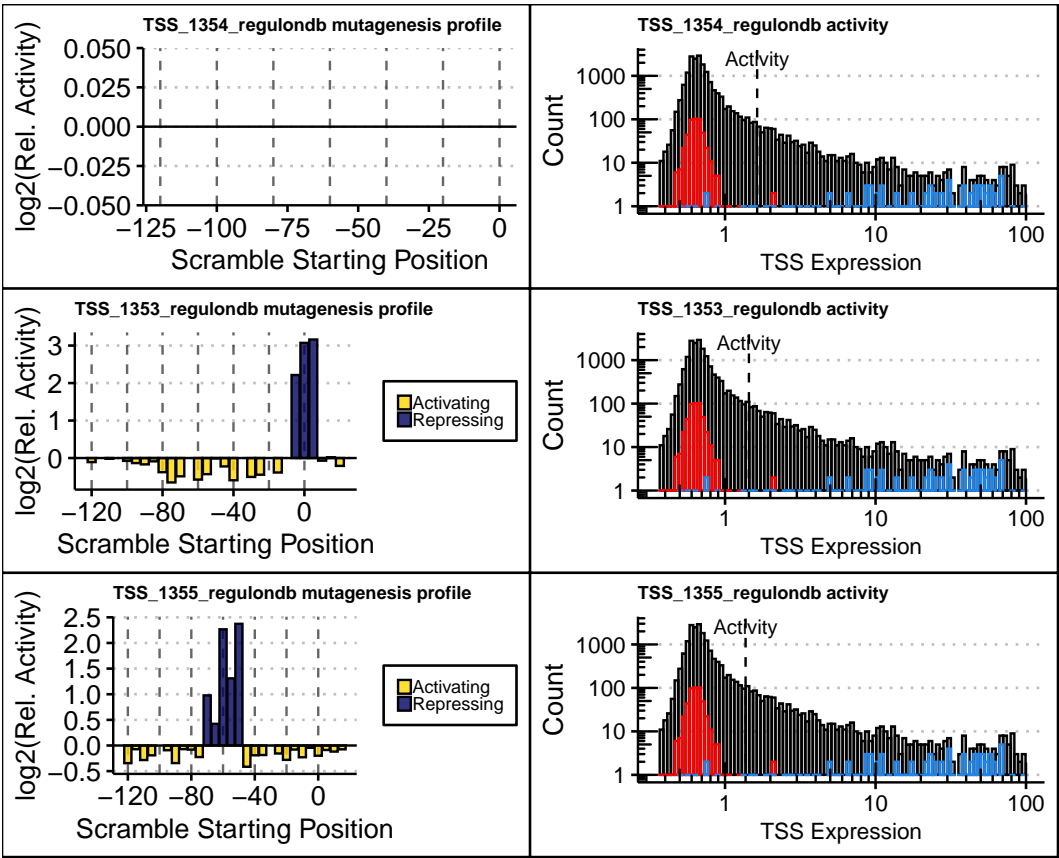 TSS_1354_regulondb mutagenesis profile
log2(Rel. Activity)
0.050
0.025
0.000
−0.025
−0.050
−125 −100 −75 −50 −25 0
Scramble Starting Position
TSS_1354_regulondb activity
Activity
Count
1000
100
10
1
1 10 100
TSS Expression
TSS_1353_regulondb mutagenesis profile
log2(Rel. Activity)
3
2
1
0
−120 −80 −40 0
Scramble Starting Position
Activating
Repressing
TSS_1353_regulondb activity
Activity
Count
1000
100
10
1
1 10 100
TSS Expression
TSS_1355_regulondb mutagenesis profile
log2(Rel. Activity)
2.5
2.0
1.5
1.0
0.5
0.0
−0.5
−120 −80 −40 0
Scramble Starting Position
Activating
Repressing
TSS_1355_regulondb activity
Activity
Count
1000
100
10
1
1 10 100
TSS Expression